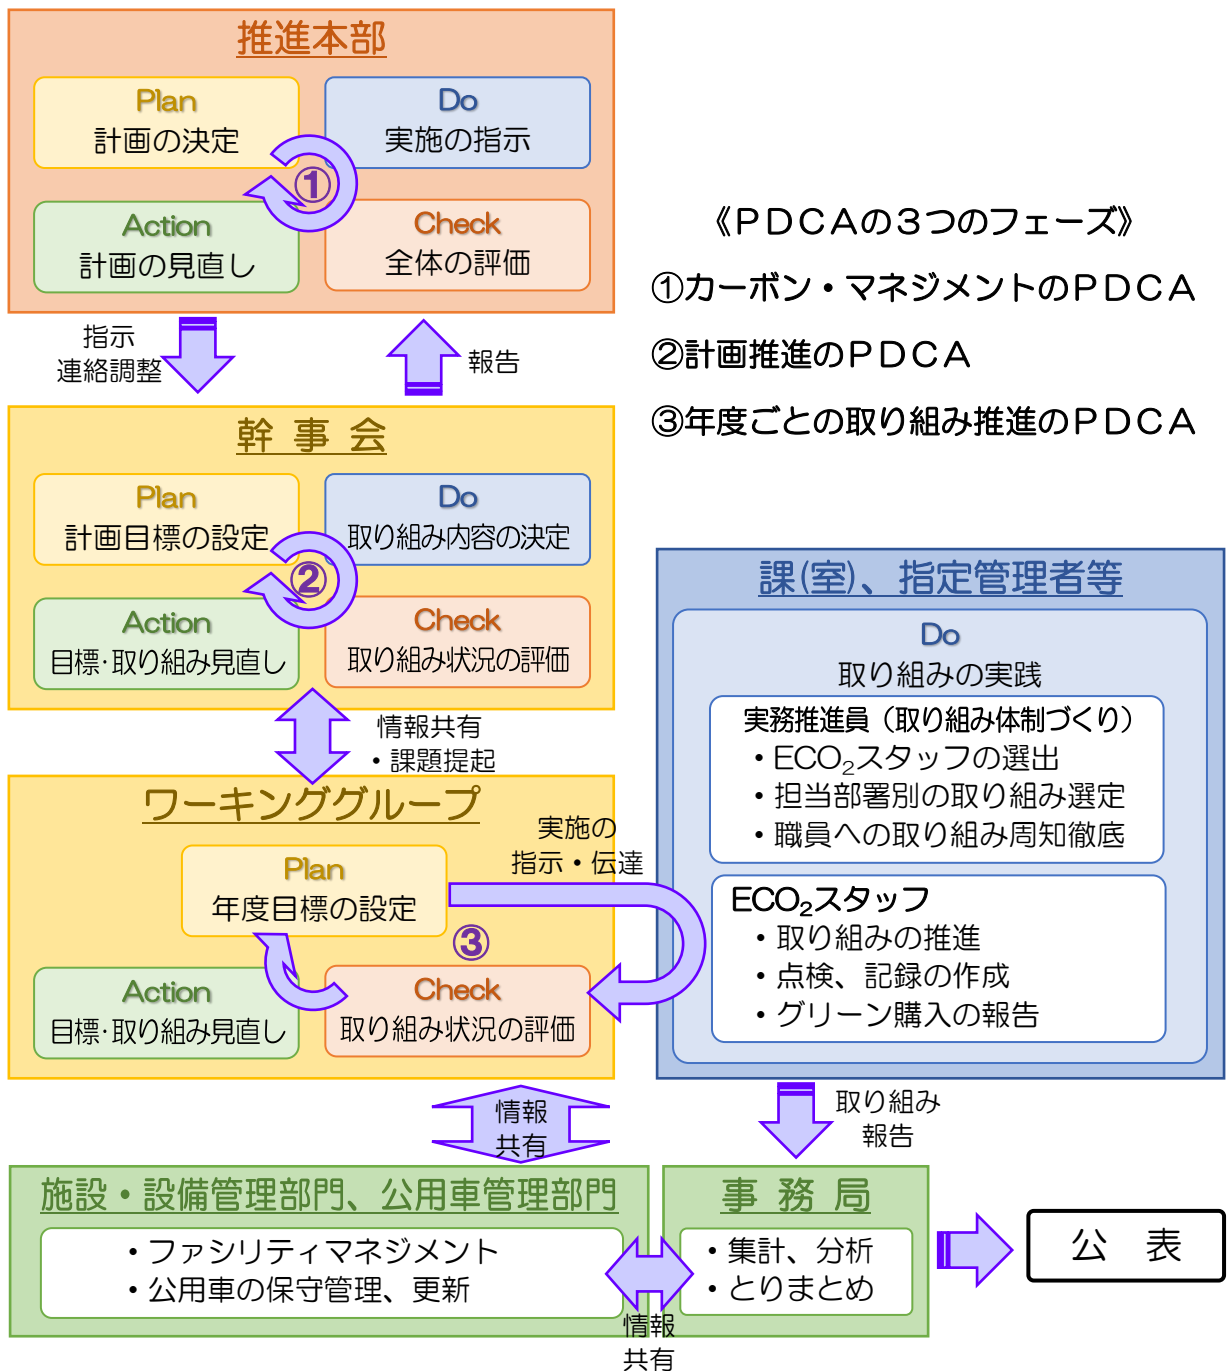 推進本部
Plan
計画の決定
Do
実施の指示
①
Action
計画の見直し
Check
全体の評価
指示
連絡調整
報告
《PDCAの3つのフェーズ》
①カーボン・マネジメントのPDCA
②計画推進のPDCA
③年度ごとの取り組み推進のPDCA
幹 事 会
Plan
計画目標の設定
Do
取り組み内容の決定
②
Action
目標・取り組み見直し
Check
取り組み状況の評価
情報共有
・課題提起
ワーキンググループ
Plan
年度目標の設定
実施の
指示・伝達
③
Action
目標・取り組み見直し
Check
取り組み状況の評価
課(室)、指定管理者等
Do
取り組みの実践
実務推進員（取り組み体制づくり）
・ECO₂スタッフの選出
・担当部署別の取り組み選定
・職員への取り組み周知徹底
ECO₂スタッフ
・取り組みの推進
・点検、記録の作成
・グリーン購入の報告
情報
共有
取り組み
報告
施設・設備管理部門、公用車管理部門
・ファシリティマネジメント
・公用車の保守管理、更新
情報
共有
事 務 局
・集計、分析
・とりまとめ
公 表